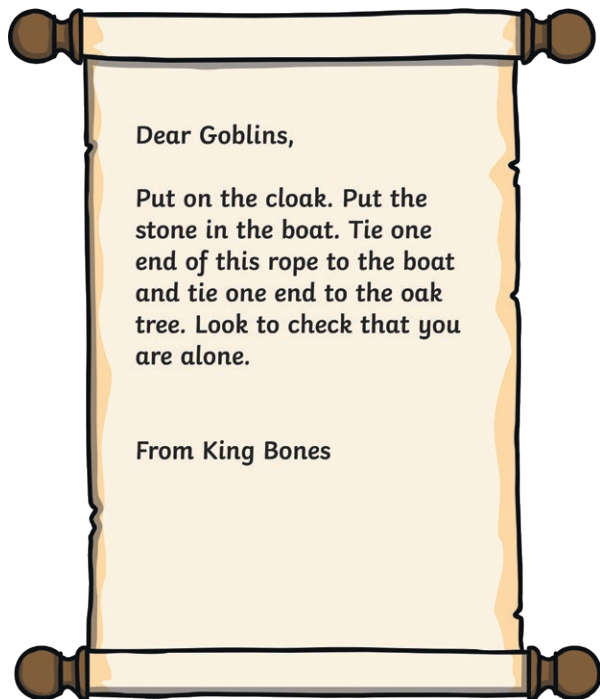 Dear Goblins,
Put on the cloak. Put the
stone in the boat. Tie one
end of this rope to the boat
and tie one end to the oak
tree. Look to check that you
are alone.
From King Bones